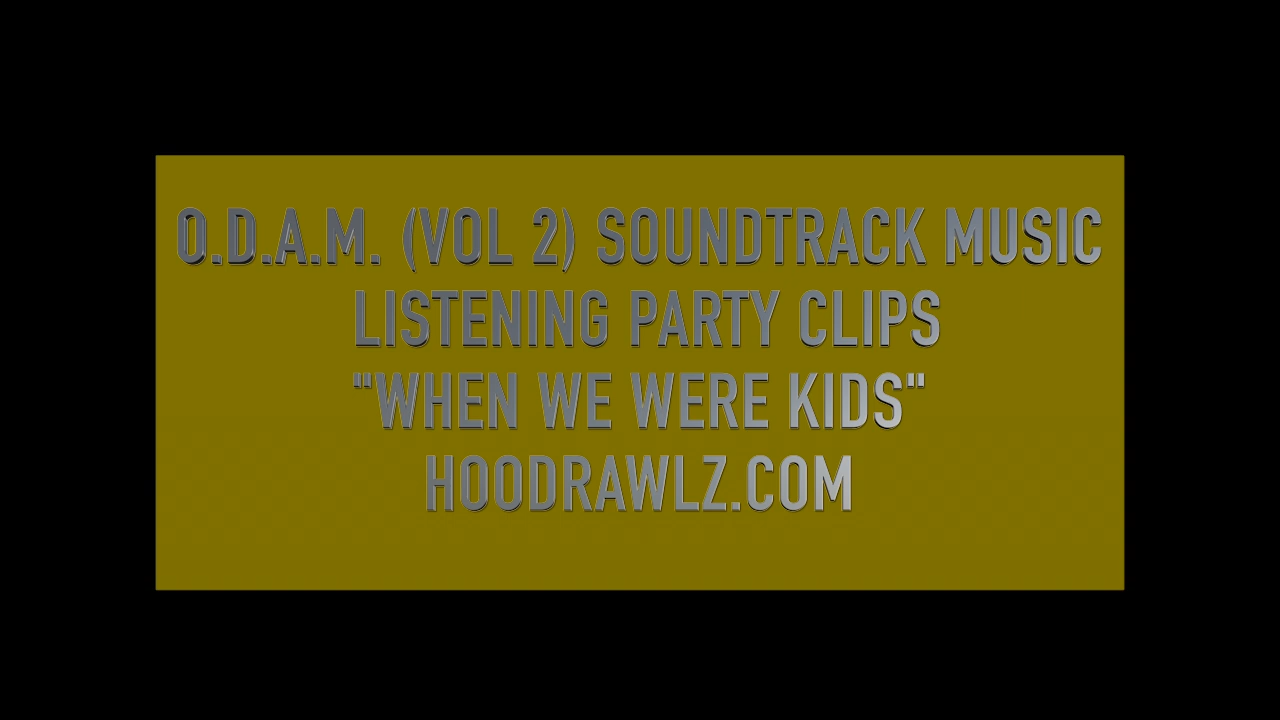 O.D.A.M. (VOL 2) SOUNDTRACK MUSIC
LISTENING PARTY CLIPS
"WHEN WE WERE KIDS"
HOODRAWLZ.COM